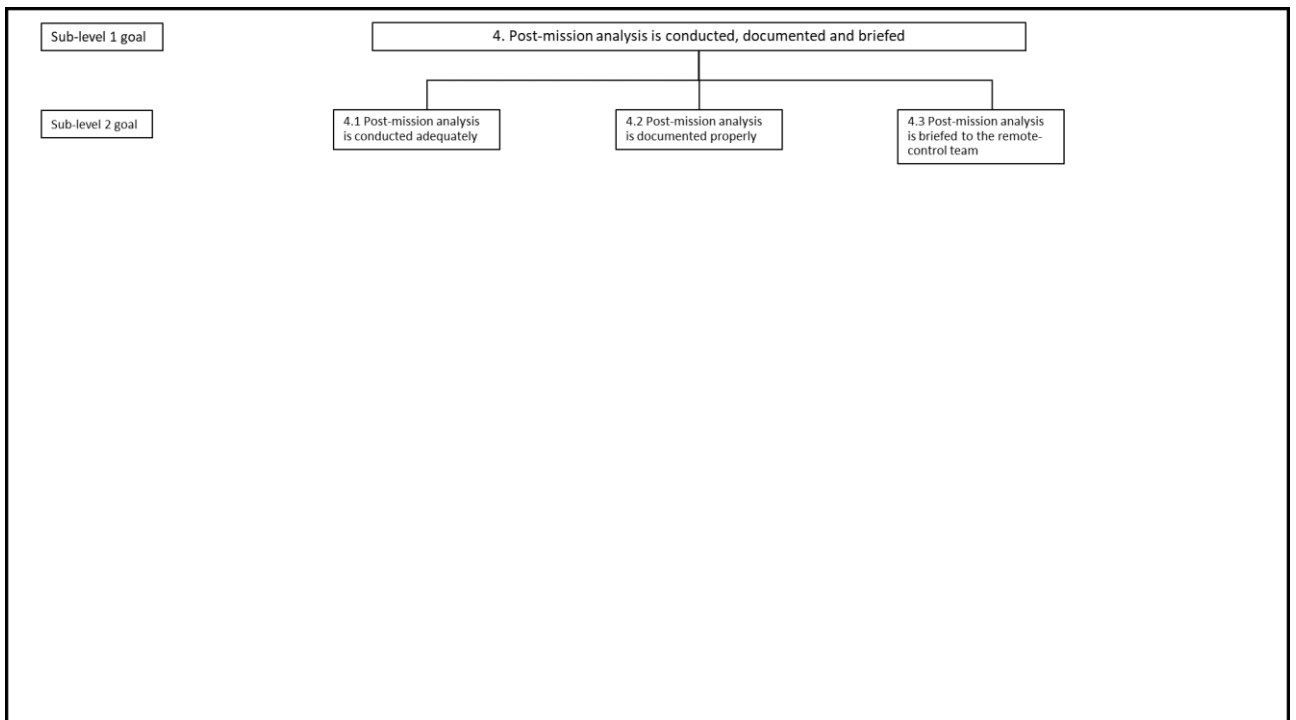 Sub-level 1 goal
4. Post-mission analysis is conducted, documented and briefed
Sub-level 2 goal
4.1 Post-mission analysis
is conducted adequately
4.2 Post-mission analysis
is documented properly
4.3 Post-mission analysis
is briefed to the remote-
control team